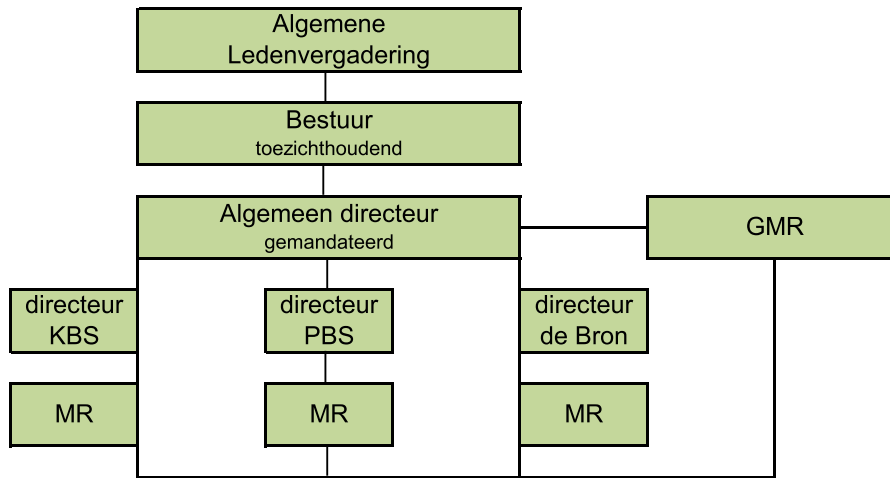 Algemene
Ledenvergadering
Bestuur
toezichthoudend
Algemeen directeur
gemandateerd
GMR
directeur
KBS
directeur
PBS
directeur
de Bron
MR
MR
MR